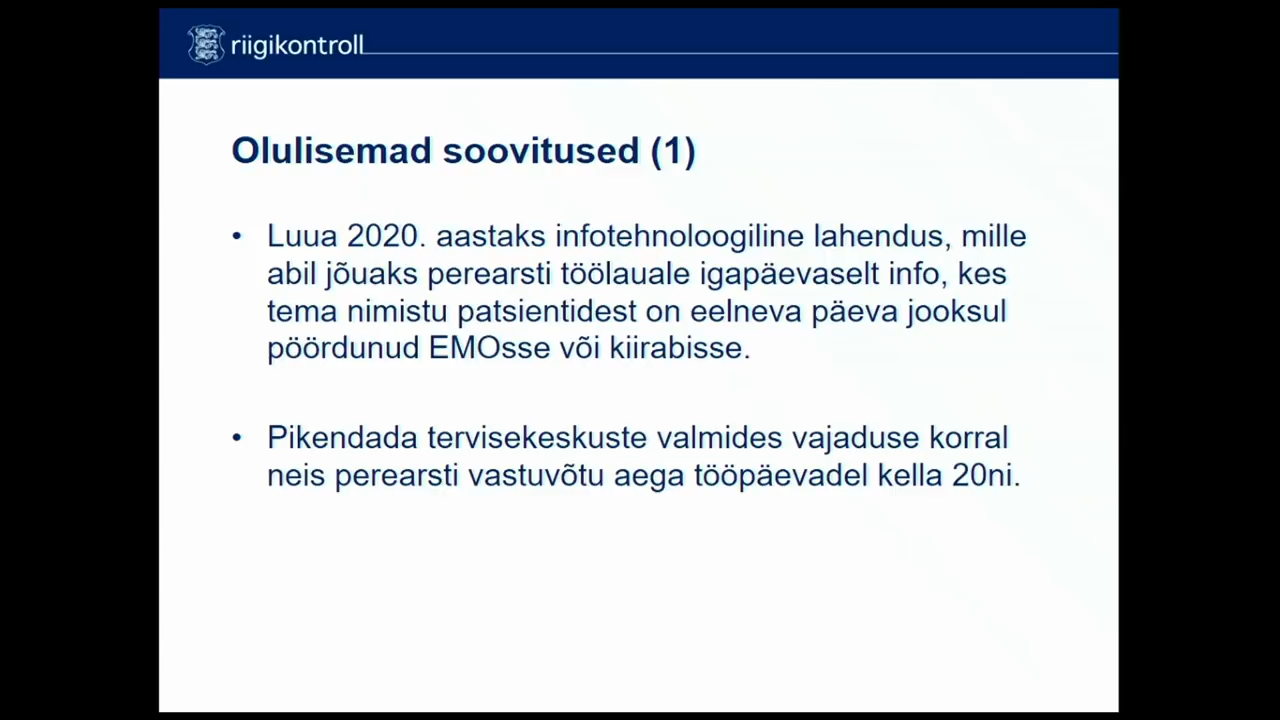 riigikontroll
Olulisemad soovitused (1)
• Luua 2020. aastaks infotehnoloogiline lahendus, mille
abil jõuaks perearsti töölauale igapäevaselt info, kes
tema nimistu patsientidest on eelneva päeva jooksul
pöördunud EMOsse või kiirabisse.
• Pikendada tervisekeskuste valmides vajaduse korral
neis perearsti vastuvõtu aega tööpäevadel kella 20ni.